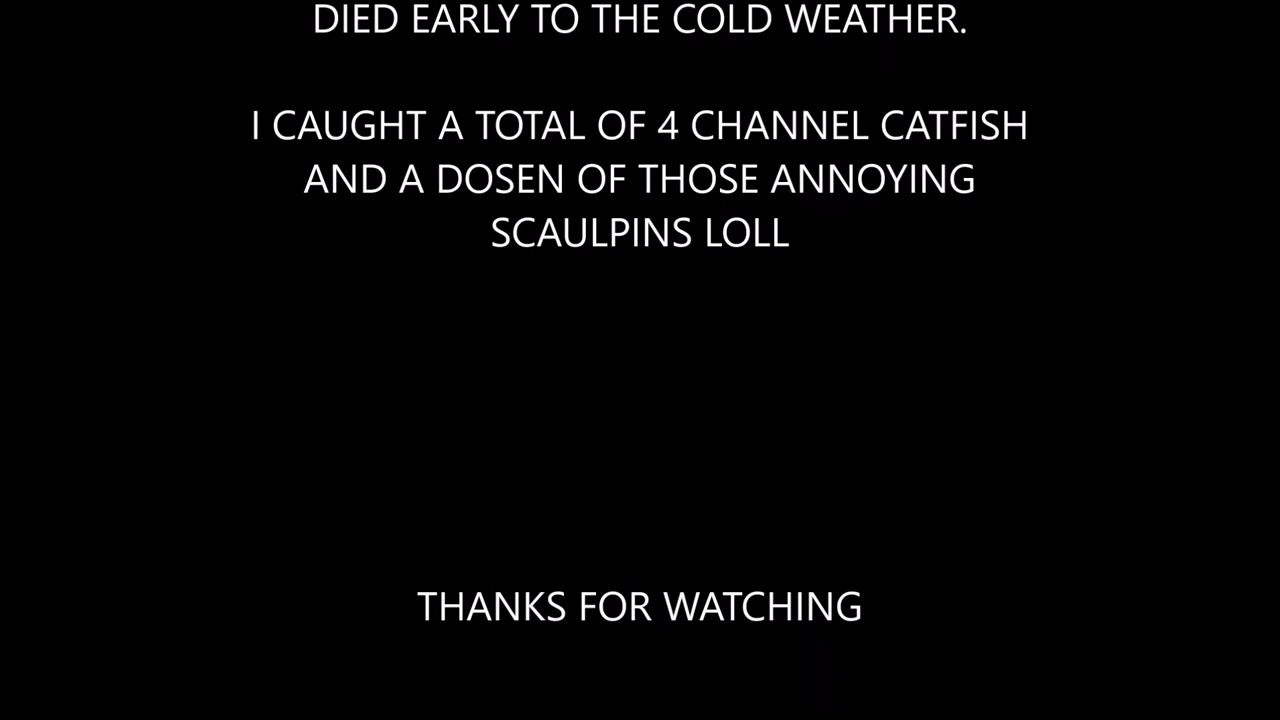 DIED EARLY TO THE COLD WEATHER.
I CAUGHT A TOTAL OF 4 CHANNEL CATFISH
AND A DOSEN OF THOSE ANNOYING
SCAULPINS LOLL
THANKS FOR WATCHING